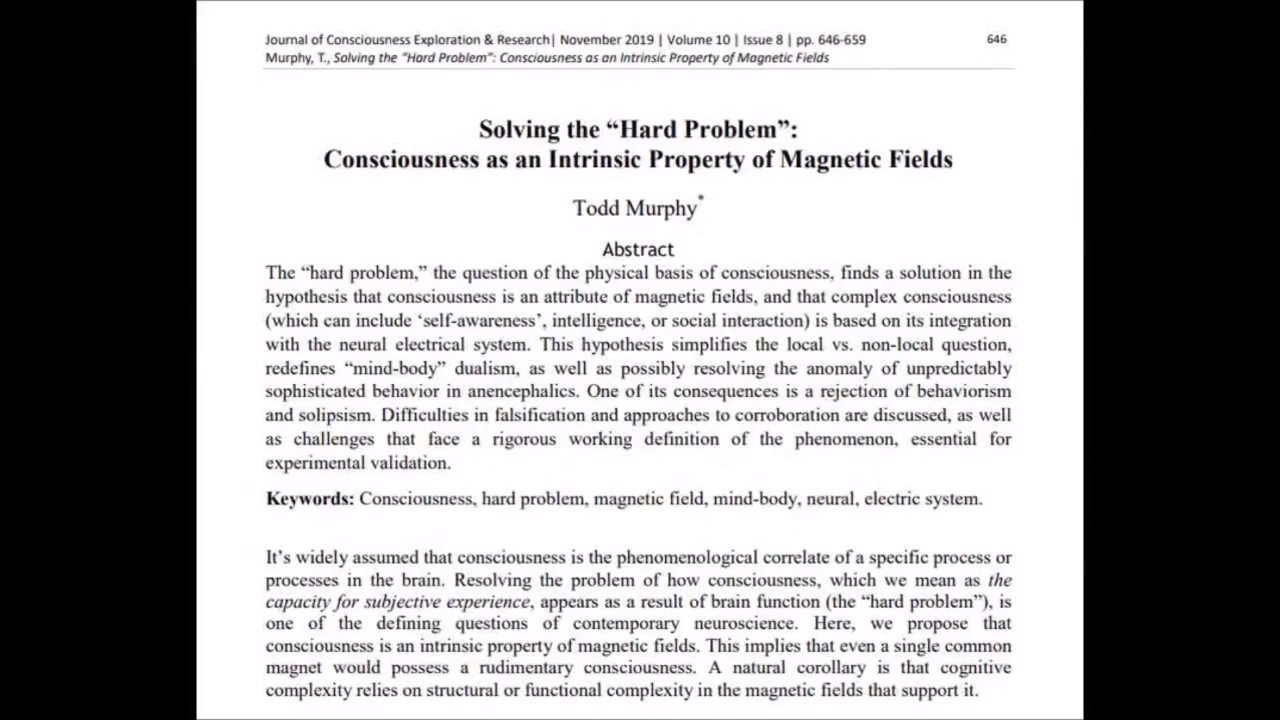 Journal of Consciousness Exploration & Research| November 2019 | Volume 10 | Issue 8 | pp. 646-659
646
Murphy, T., Solving the “Hard Problem”: Consciousness as an Intrinsic Property of Magnetic Fields
Solving the “Hard Problem”:
Consciousness as an Intrinsic Property of Magnetic Fields
Todd Murphy*
Abstract
The “hard problem,” the question of the physical basis of consciousness, finds a solution in the
hypothesis that consciousness is an attribute of magnetic fields, and that complex consciousness
(which can include ‘self-awareness’, intelligence, or social interaction) is based on its integration
with the neural electrical system. This hypothesis simplifies the local vs. non-local question,
redefines “mind-body” dualism, as well as possibly resolving the anomaly of unpredictably
sophisticated behavior in anencephalics. One of its consequences is a rejection of behaviorism
and solipsism. Difficulties in falsification and approaches to corroboration are discussed, as well
as challenges that face a rigorous working definition of the phenomenon, essential for
experimental validation.
Keywords: Consciousness, hard problem, magnetic field, mind-body, neural, electric system.
It’s widely assumed that consciousness is the phenomenological correlate of a specific process or
processes in the brain. Resolving the problem of how consciousness, which we mean as the
capacity for subjective experience, appears as a result of brain function (the “hard problem”), is
one of the defining questions of contemporary neuroscience. Here, we propose that
consciousness is an intrinsic property of magnetic fields. This implies that even a single common
magnet would possess a rudimentary consciousness. A natural corollary is that cognitive
complexity relies on structural or functional complexity in the magnetic fields that support it.